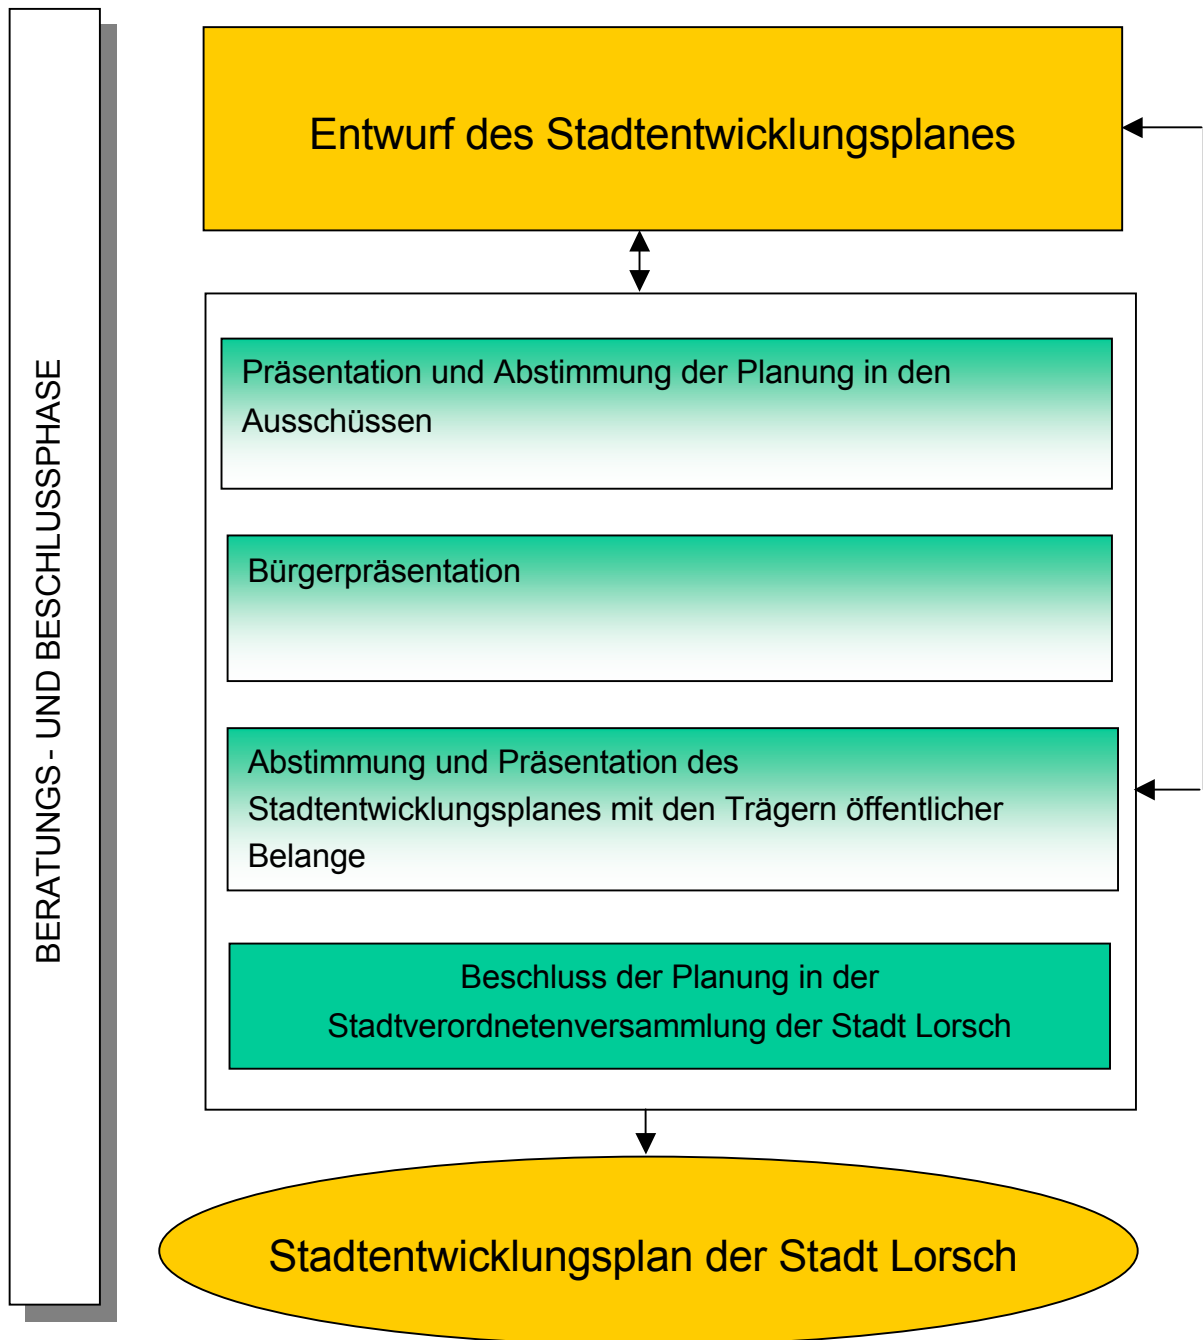 BERATUNGS - UND BESCHLUSSPHASE
Entwurf des Stadtentwicklungsplanes
Präsentation und Abstimmung der Planung in den
Ausschüssen
Bürgerpräsentation
Abstimmung und Präsentation des
Stadtentwicklungsplanes mit den Trägern öffentlicher
Belange
Beschluss der Planung in der
Stadtverordnetenversammlung der Stadt Lorsch
Stadtentwicklungsplan der Stadt Lorsch